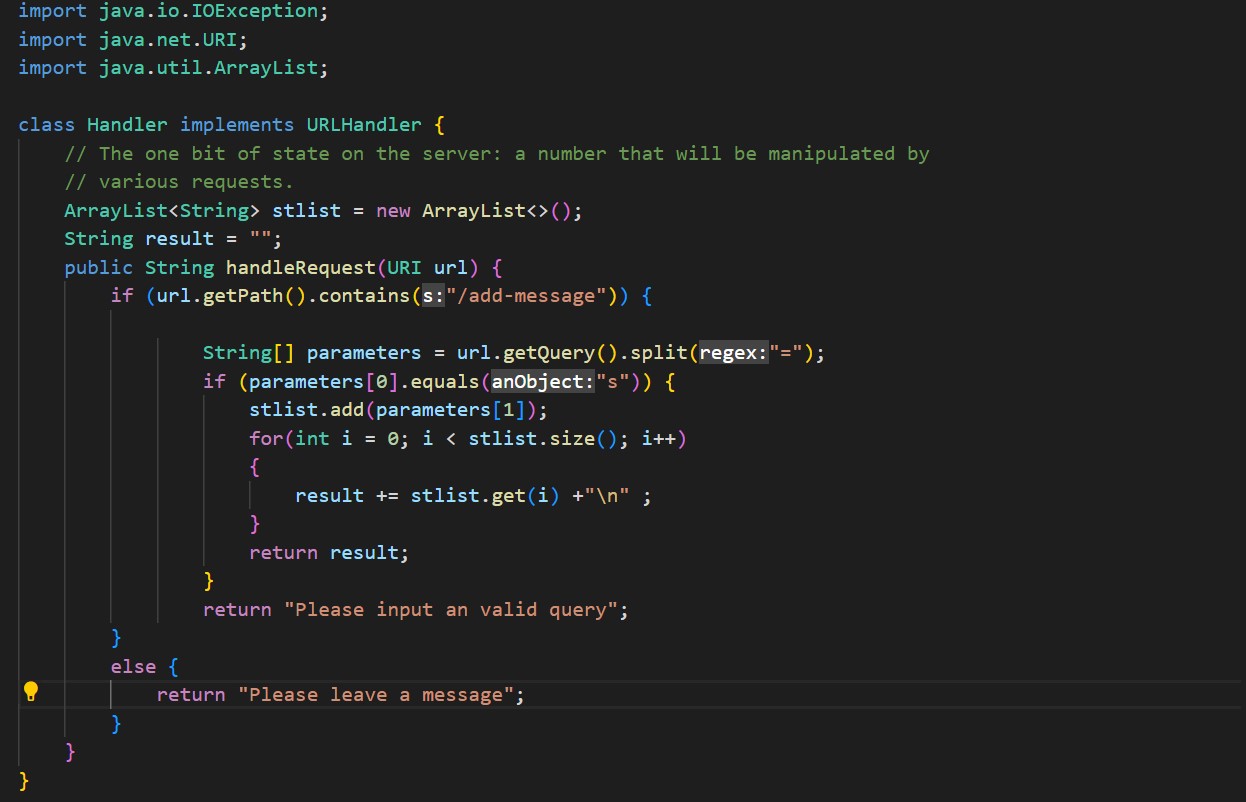 import java.io.IOException;
import java.net.URI;
import java.util.ArrayList;

class Handler implements URLHandler {
    // The one bit of state on the server: a number that will be manipulated by
    // various requests.
    ArrayList<String> stlist = new ArrayList<>();
    String result = "";
    public String handleRequest(URI url) {
        if (url.getPath().contains(s:"/add-message")) {

                String[] parameters = url.getQuery().split(regex:"=");
                if (parameters[0].equals(anObject:"s")) {
                    stlist.add(parameters[1]);
                    for(int i = 0; i < stlist.size(); i++)
                    {
                        result += stlist.get(i) +"\n" ;
                    }
                    return result;
                }
                return "Please input an valid query";
        }
        else {
            return "Please leave a message";
        }
    }
}